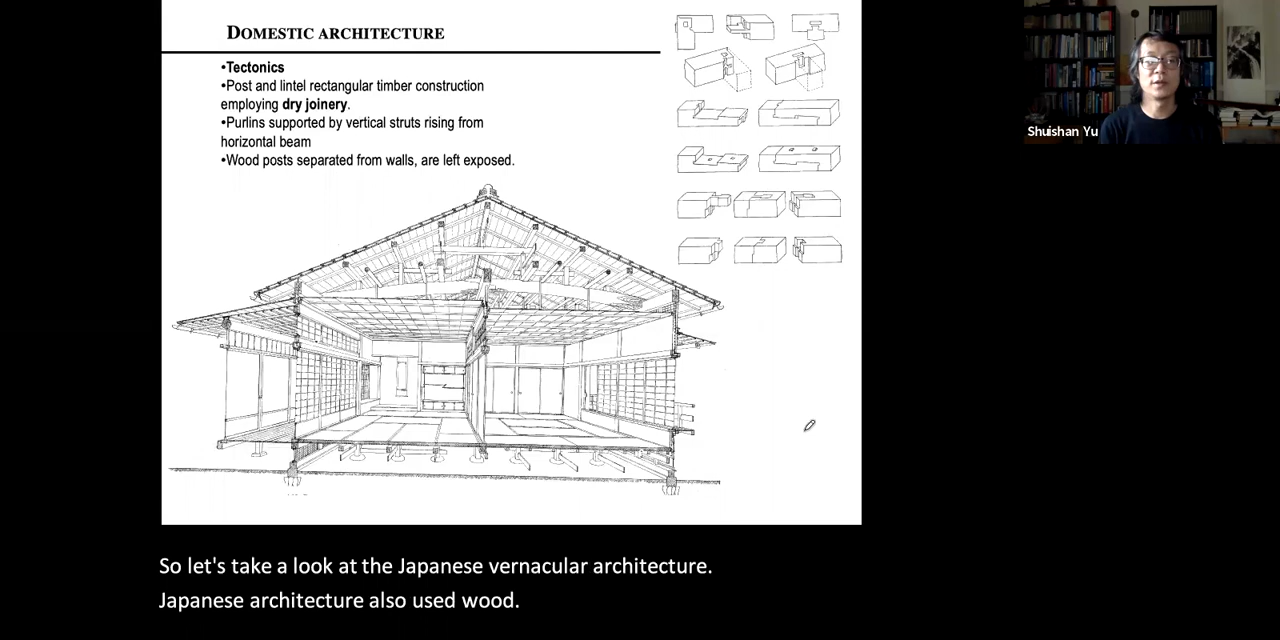 DOMESTIC ARCHITECTURE
•Tectonics
•Post and lintel rectangular timber construction
employing dry joinery.
•Purlins supported by vertical struts rising from
horizontal beam
•Wood posts separated from walls, are left exposed.
Shuishan Yu
So let's take a look at the Japanese vernacular architecture.
Japanese architecture also used wood.